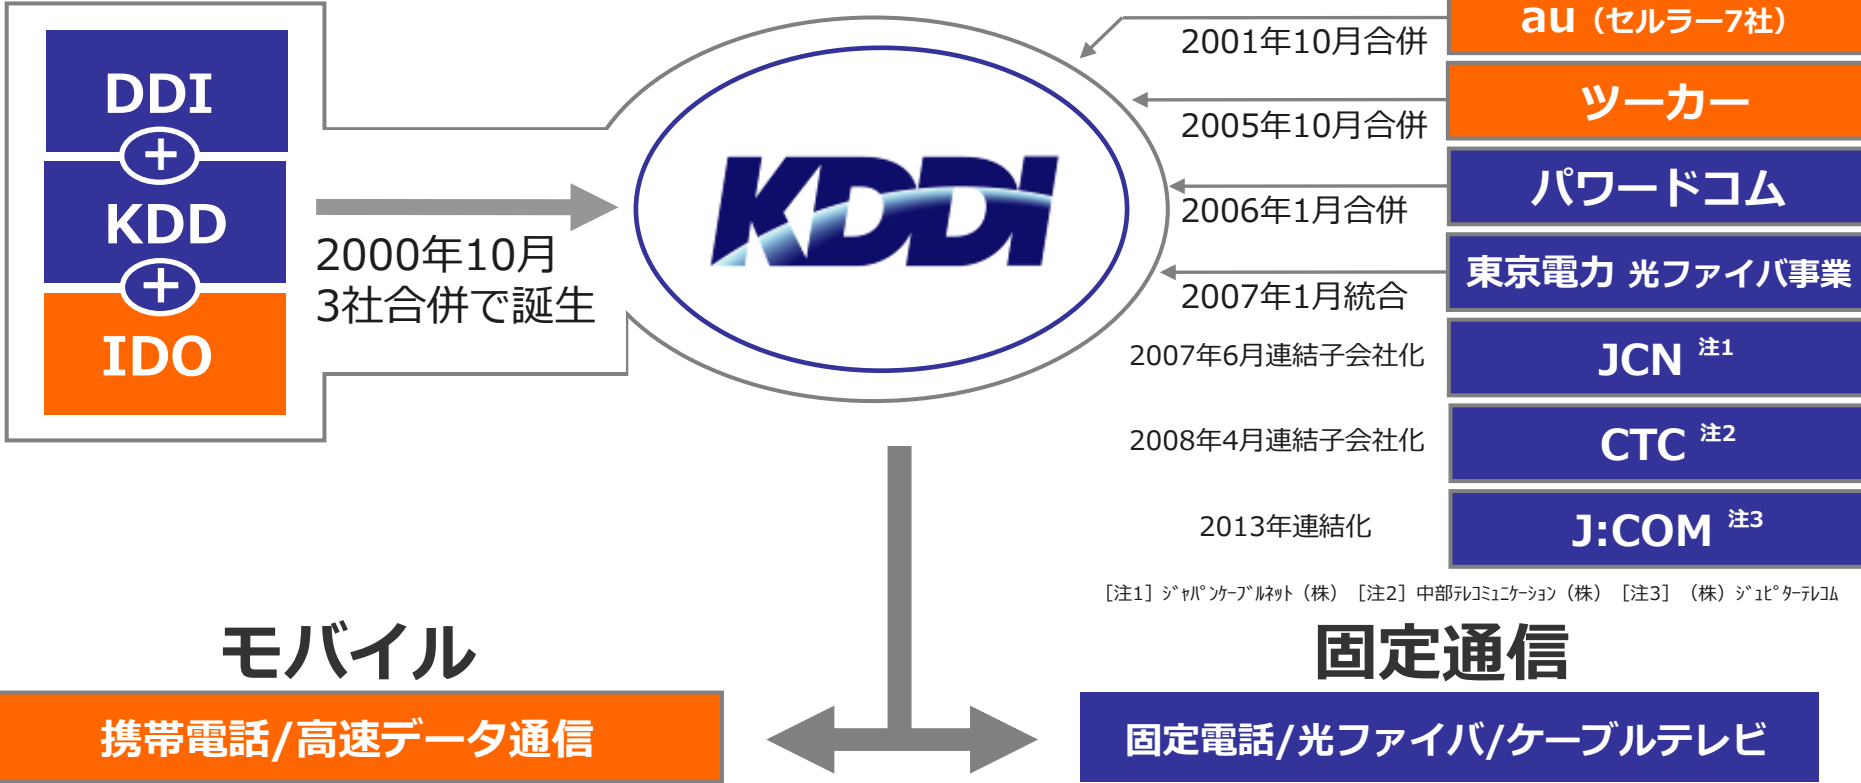 DDI
+
KDD
+
IDO
2000年10月
3社合併で誕生
KDDI
2001年10月合併
au（セルラー7社）
2005年10月合併
ツーカー
2006年1月合併
パワードコム
2007年1月統合
東京電力 光ファイバ事業
2007年6月連結子会社化
JCN 注1
2008年4月連結子会社化
CTC 注2
2013年連結化
J:COM 注3
［注1］ｼﾞｬﾊﾟﾝｹｰﾌﾞﾙﾈｯﾄ（株）［注2］中部ﾃﾚｺﾐｭﾆｹｰｼｮﾝ（株）［注3］（株）ｼﾞｭﾋﾟﾀｰﾃﾚｺﾑ
モバイル
携帯電話/高速データ通信
固定通信
固定電話/光ファイバ/ケーブルテレビ